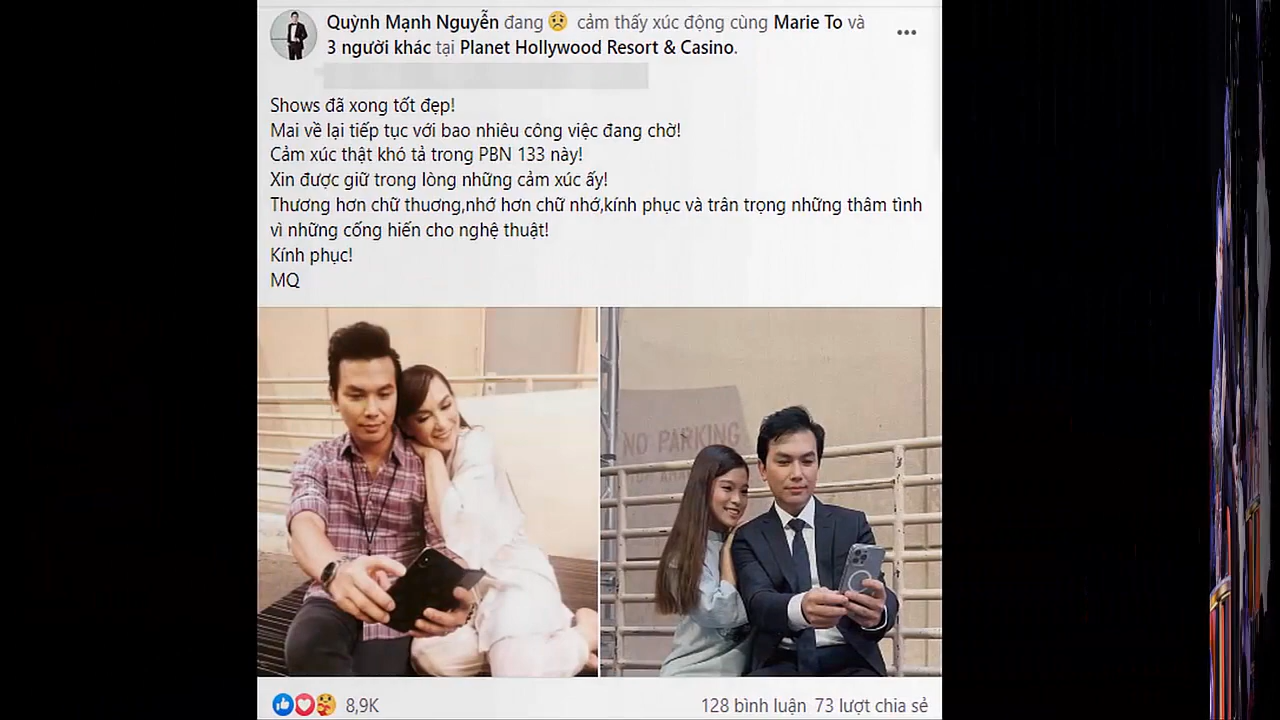 Quỳnh Mạnh Nguyễn đang 😟 cảm thấy xúc động cùng Marie To và
3 người khác tại Planet Hollywood Resort & Casino.
Shows đã xong tốt đẹp!
Mai về lại tiếp tục với bao nhiêu công việc đang chờ!
Cảm xúc thật khó tả trong PBN 133 này!
Xin được giữ trong lòng những cảm xúc ấy!
Thương hơn chữ thuơng,nhớ hơn chữ nhớ,kính phục và trân trọng những thâm tình
vì những cống hiến cho nghệ thuật!
Kính phục!
MQ
NO PARKING
8,9K
128 bình luận 73 lượt chia sẻ